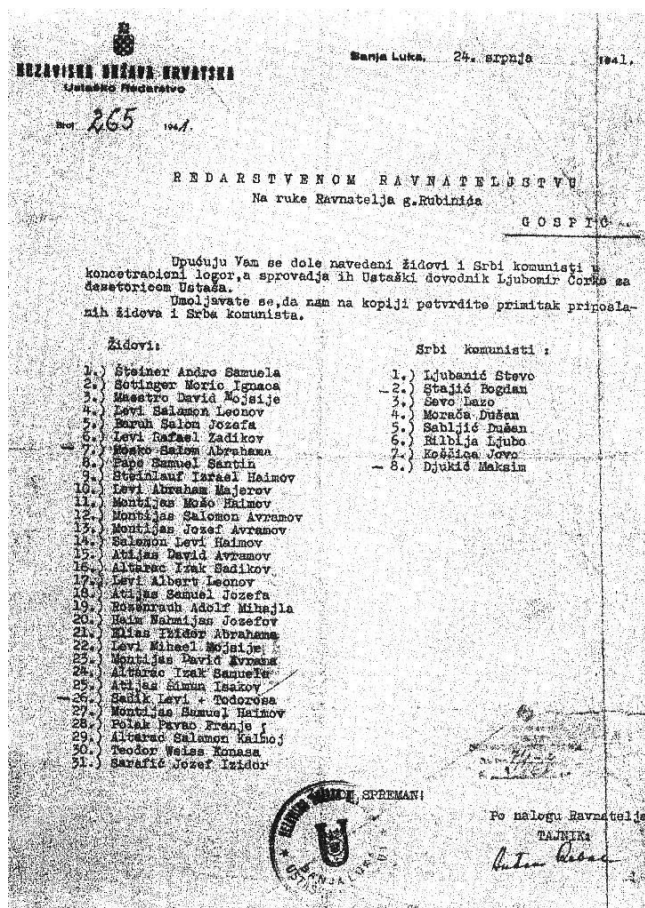 NEZAVISNA DRŽAVA HRVATSKA
Ustaško Redarstvo
Broj 265 1941.
Banja Luka, 24. srpnja 1941.
REDARSTVENOM RAVNATELJSTVU
Na ruke Ravnatelja g.Rubinića
GOSPIĆ
Upućuju Vam se dole navedeni židovi i Srbi komunisti u
koncetracioni logor,a sprovadja ih Ustaški dovodnik Ljubomir Čorko sa
desetoricom Ustaša.
Umoljavate se,da nam na kopiji potvrdite primitak priposla-
nih židova i Srba komunista.
Židovi:
1.) Šteiner Andro Samuela
2.) Sotinger Moric Ignaca
3.) Maestro David Mojsije
4.) Levi Salamon Leonov
5.) Baruh Salom Jozefa
6.) Levi Rafael Zadikov
7.) Mosko Salom Abrahama
8.) Papo Samuel Santin
9.) Steinlauf Izrael Haimov
10.) Levi Abraham Majerov
11.) Montijas Mošo Haimov
12.) Montijas Salomon Avramov
13.) Montijas Jozef Avramov
14.) Salomon Levi Haimov
15.) Atijas David Avramov
16.) Altarac Izak Sadikov
17.) Levi Albert Leonov
18.) Atijas Samuel Jozefa
19.) Rozenraub Adolf Mihajla
20.) Haim Nahmijas Jozefov
21.) Elias Izidor Abrahama
22.) Levi Mihael Mojsije
23.) Montijas David Avrama
24.) Altarac Izak Samuela
25.) Atijas Šimun Isakov
26.) Sadik Levi + Todorosa
27.) Montijas Samuel Haimov
28.) Polak Pavao Franje
29.) Altarac Salamon Kalmoj
30.) Teodor Weiss Konasa
31.) Sarafić Jozef Izidor
Srbi komunisti :
1.) Ljubanić Stevo
2.) Stajić Bogdan
3.) Sevo Lazo
4.) Morača Dušan
5.) Sabljić Dušan
6.) Bilbija Ljubo
7.) Koščica Jovo
8.) Djukić Maksim
SPREMAN!
BANJA LUKA
Po nalogu Ravnatelja
TAJNIK: